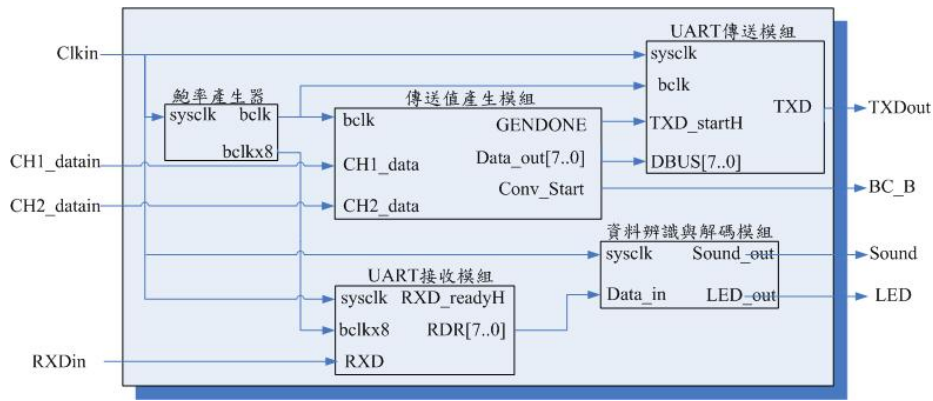 UART傳送模組
Clkin
sysclk
bclk
TXD
TXDout
TXD_startH
DBUS[7..0]
鮑率產生器
sysclk
bclk
bclkx8
傳送值產生模組
bclk
GENDONE
CH1_datain
CH1_data
Data_out[7..0]
Conv_Start
BC_B
CH2_datain
CH2_data
資料辨識與解碼模組
sysclk
Sound_out
Sound
Data_in
LED_out
LED
UART接收模組
sysclk
RXD_readyH
bclkx8
RDR[7..0]
RXDin
RXD